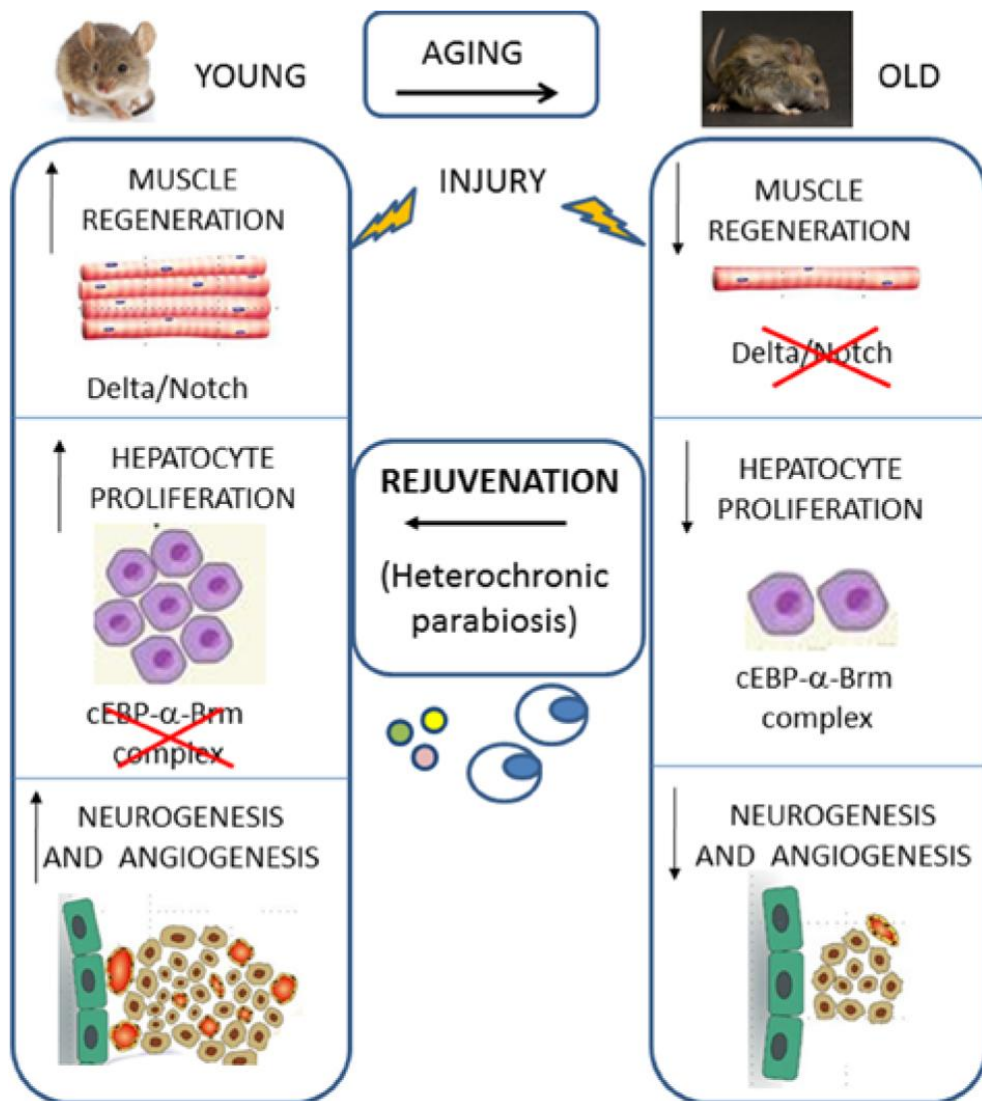 YOUNG
AGING
OLD
MUSCLE
REGENERATION
Delta/Notch
HEPATOCYTE
PROLIFERATION
cEBP-α-Brm
complex
NEUROGENESIS
AND ANGIOGENESIS
INJURY
REJUVENATION
(Heterochronic
parabiosis)
MUSCLE
REGENERATION
Delta/Notch
HEPATOCYTE
PROLIFERATION
cEBP-α-Brm
complex
NEUROGENESIS
AND ANGIOGENESIS